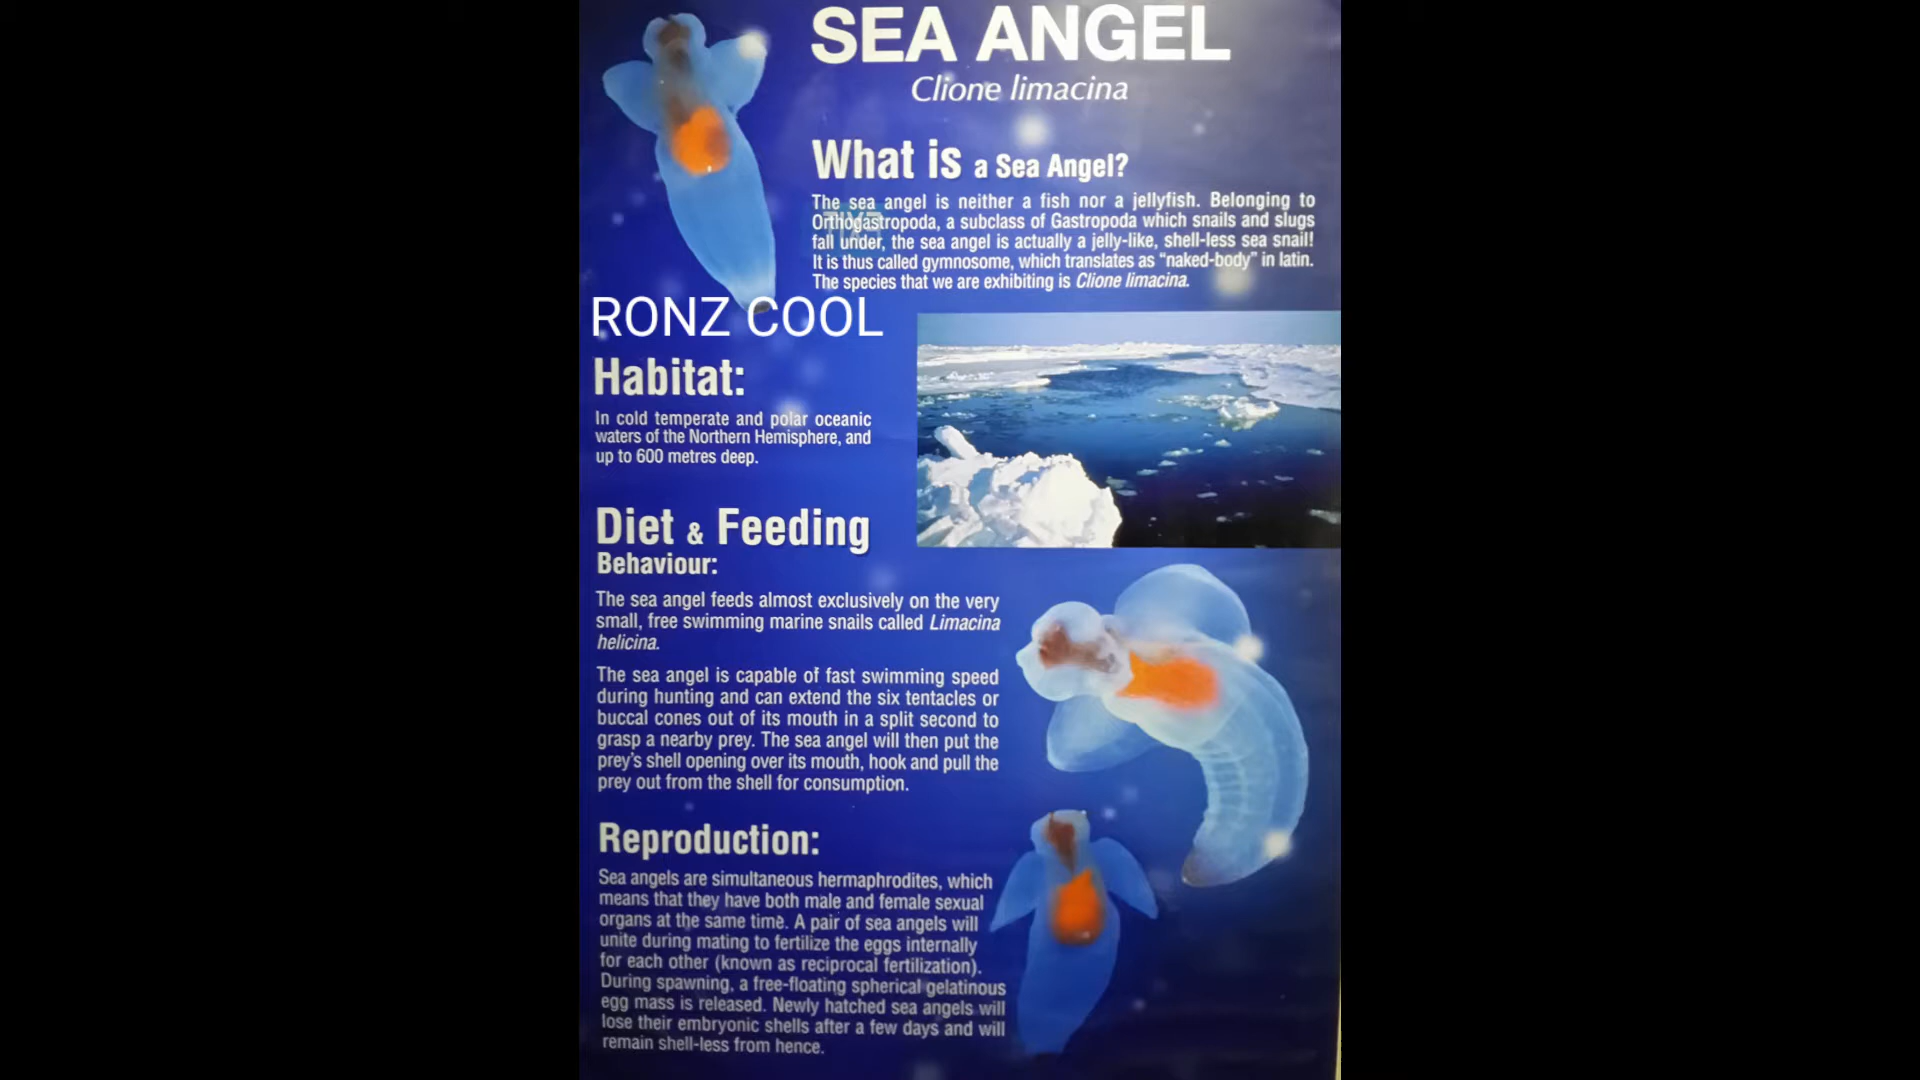 SEA ANGEL
Clione limacina
What is a Sea Angel?
The sea angel is neither a fish nor a jellyfish. Belonging to
Orthogastropoda, a subclass of Gastropoda which snails and slugs
fall under, the sea angel is actually a jelly-like, shell-less sea snail!
It is thus called gymnosome, which translates as "naked-body" in latin.
The species that we are exhibiting is Clione limacina.
RONZ COOL
Habitat:
In cold temperate and polar oceanic
waters of the Northern Hemisphere, and
up to 600 metres deep.
Diet & Feeding
Behaviour:
The sea angel feeds almost exclusively on the very
small, free swimming marine snails called Limacina
helicina.
The sea angel is capable of fast swimming speed
during hunting and can extend the six tentacles or
buccal cones out of its mouth in a split second to
grasp a nearby prey. The sea angel will then put the
prey's shell opening over its mouth, hook and pull the
prey out from the shell for consumption.
Reproduction:
Sea angels are simultaneous hermaphrodites, which
means that they have both male and female sexual
organs at the same time. A pair of sea angels will
unite during mating to fertilize the eggs internally
for each other (known as reciprocal fertilization).
During spawning, a free-floating spherical gelatinous
egg mass is released. Newly hatched sea angels will
lose their embryonic shells after a few days and will
remain shell-less from hence.